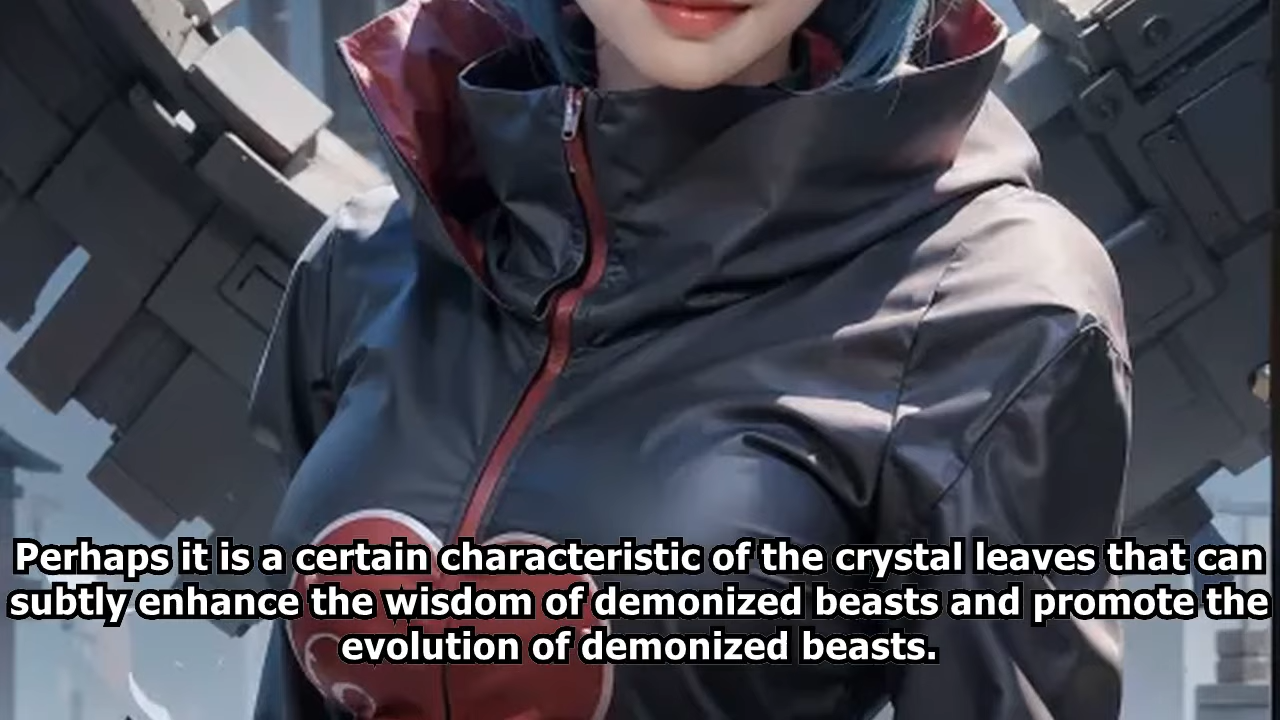 Perhaps it is a certain characteristic of the crystal leaves that can
subtly enhance the wisdom of demonized beasts and promote the
evolution of demonized beasts.